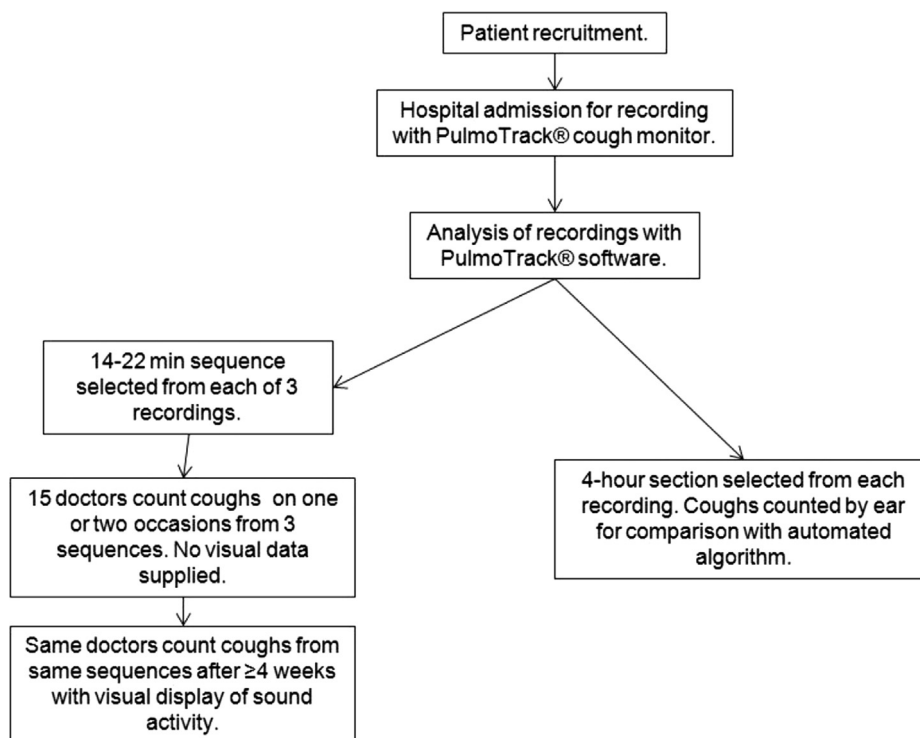 Patient recruitment.
Hospital admission for recording
with PulmoTrack® cough monitor.
Analysis of recordings with
PulmoTrack® software.
14-22 min sequence
selected from each of 3
recordings.
15 doctors count coughs on one
or two occasions from 3
sequences. No visual data
supplied.
Same doctors count coughs from
same sequences after ≥4 weeks
with visual display of sound
activity.
4-hour section selected from each
recording. Coughs counted by ear
for comparison with automated
algorithm.